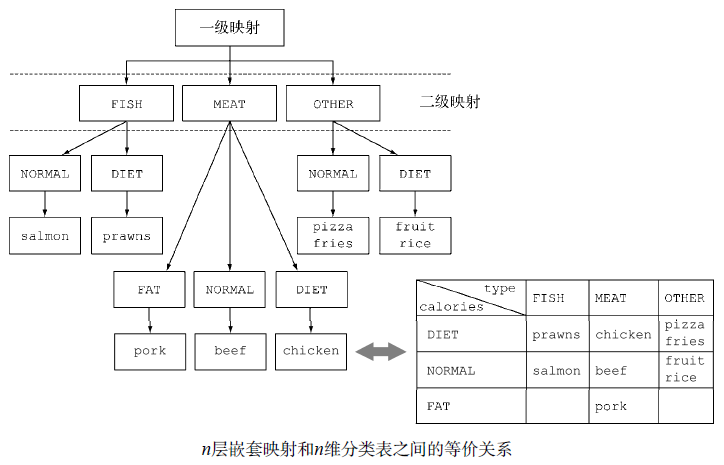 一级映射
FISH
MEAT
OTHER
二级映射
NORMAL
DIET
NORMAL
DIET
salmon
prawns
pizza
fries
fruit
rice
FAT
NORMAL
DIET
pork
beef
chicken
type
calories
FISH
MEAT
OTHER
DIET
prawns
chicken
pizza
fries
NORMAL
salmon
beef
fruit
rice
FAT
pork
n层嵌套映射和n维分类表之间的等价关系